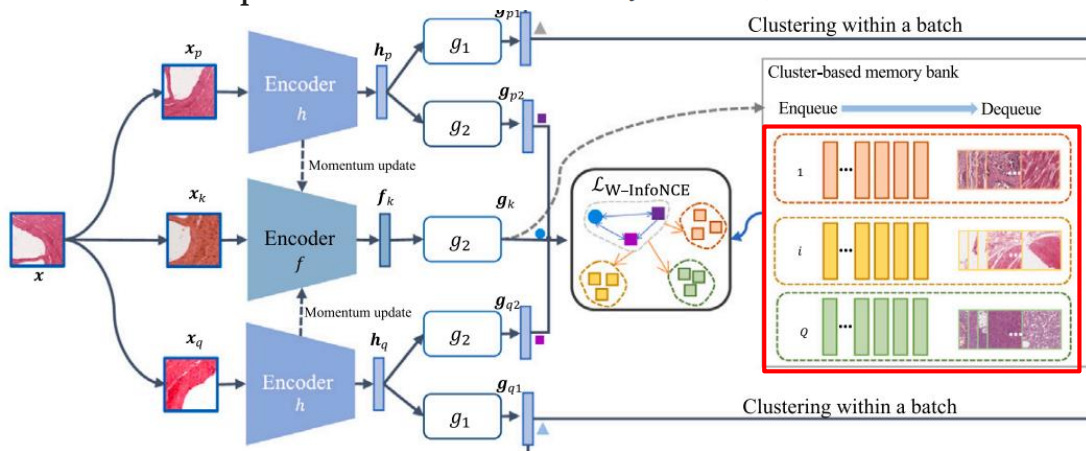 g_p1
Clustering within a batch
x_p
h_p
g_1
Encoder
h
g_p2
g_2
Cluster-based memory bank
Enqueue
Dequeue
Momentum update
1
...
ℒ_W–InfoNCE
x_k
f_k
g_k
Encoder
f
g_2
i
...
x
Momentum update
g_q2
x_q
h_q
g_2
Q
...
Encoder
h
g_q1
g_1
Clustering within a batch